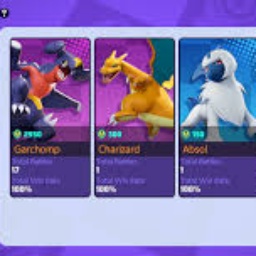 2950
Garchomp
Total Battles
17
Total Win Rate
100%
Charizard
Total Battles
1
Total Win Rate
100%
Absol
Total Battles
1
Total Win Rate
100%